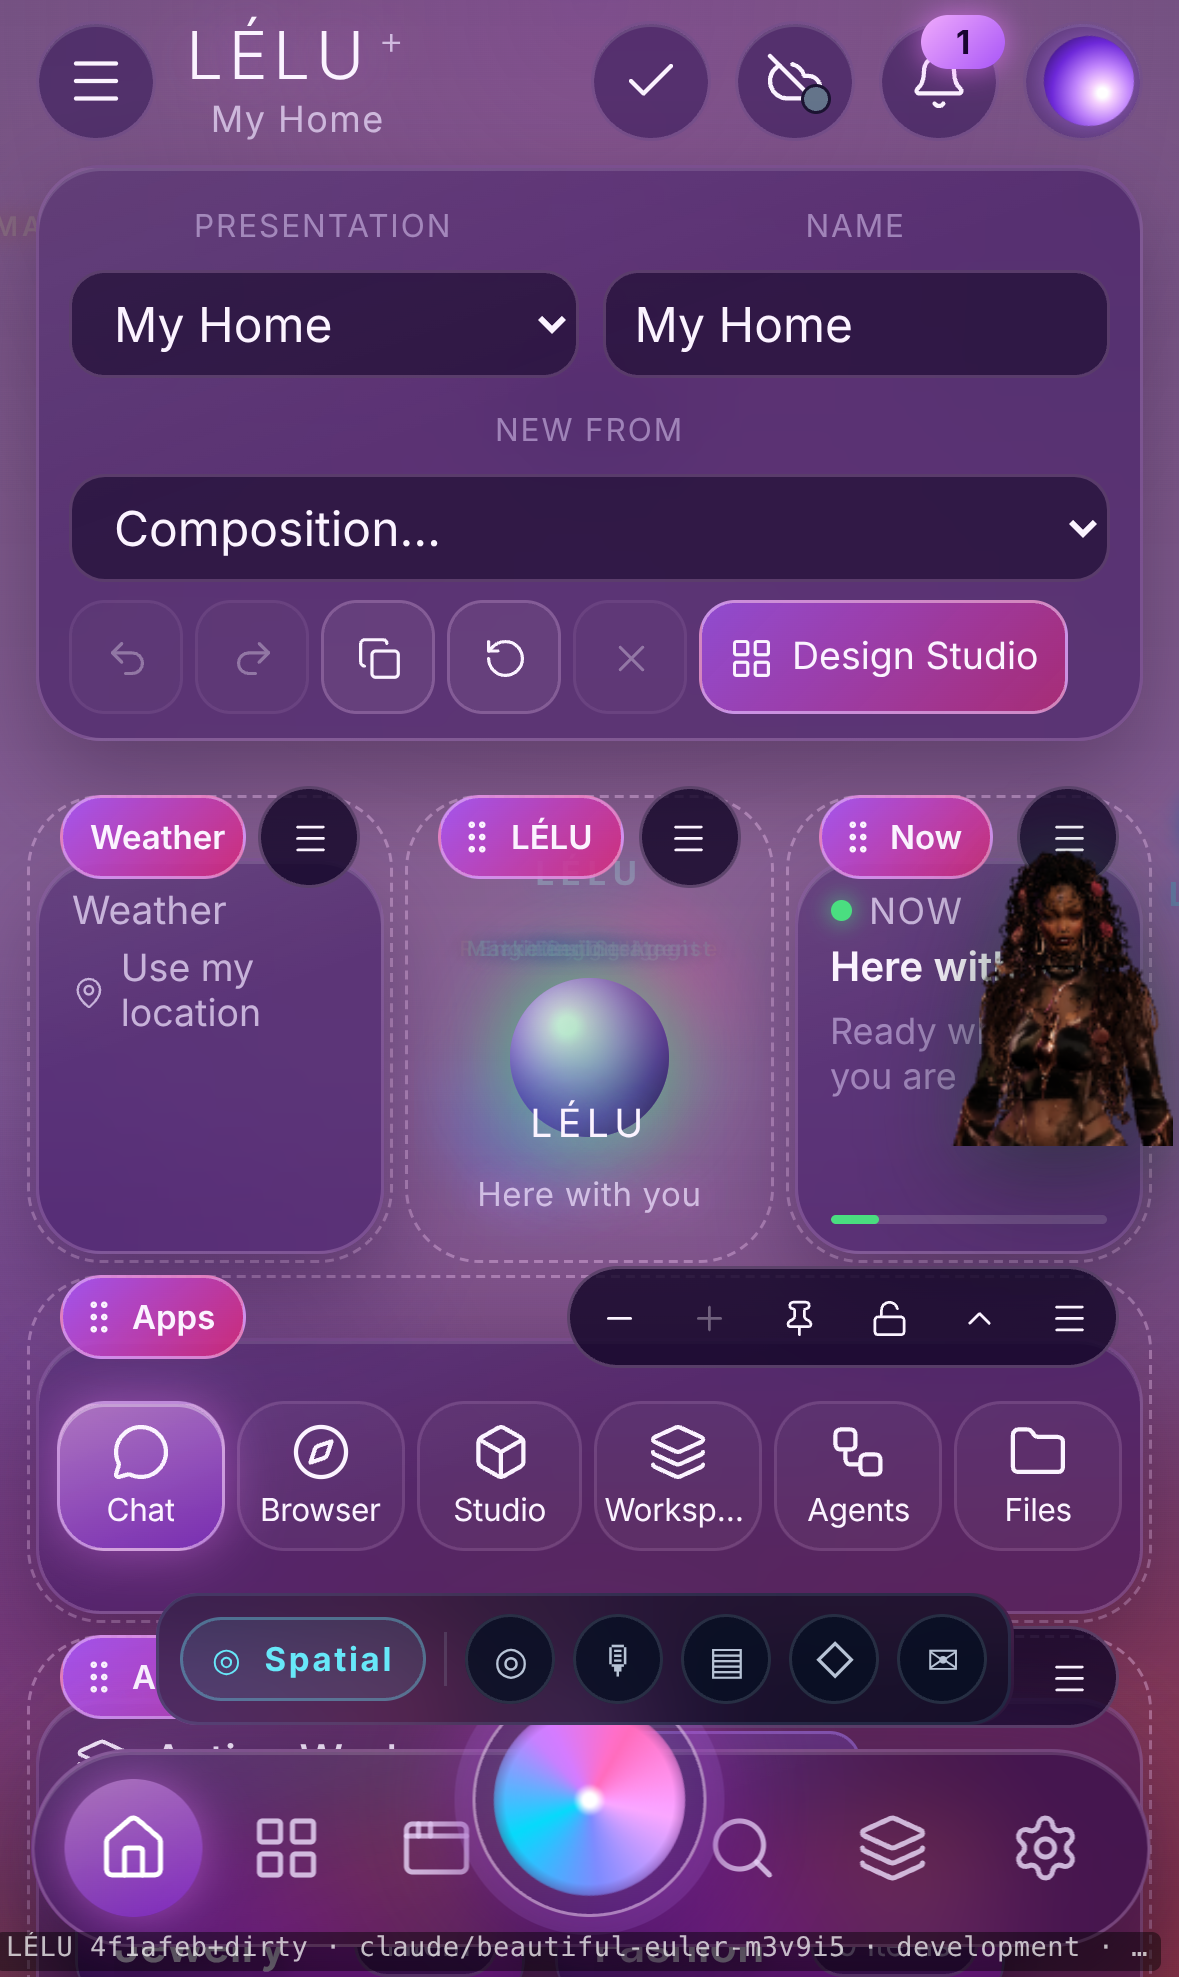 LÉLU +
My Home
1
PRESENTATION
NAME
My Home
My Home
NEW FROM
Composition...
Design Studio
Weather
LÉLU
Now
LÉLU
Weather
Use my
location
LÉLU
Here with you
NOW
Here with
Ready
you are
Apps
Chat
Browser
Studio
Worksp...
Agents
Files
Spatial
LÉLU 4f1afeb+dirty · claude/beautiful-euler-m3v9i5 · development · …